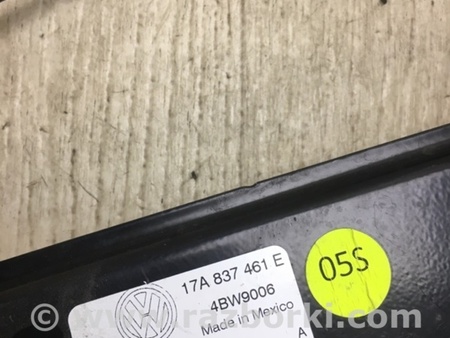 17A 837 461 E
4BW9006
Made in Mexico
A
05S
www.razborki.com